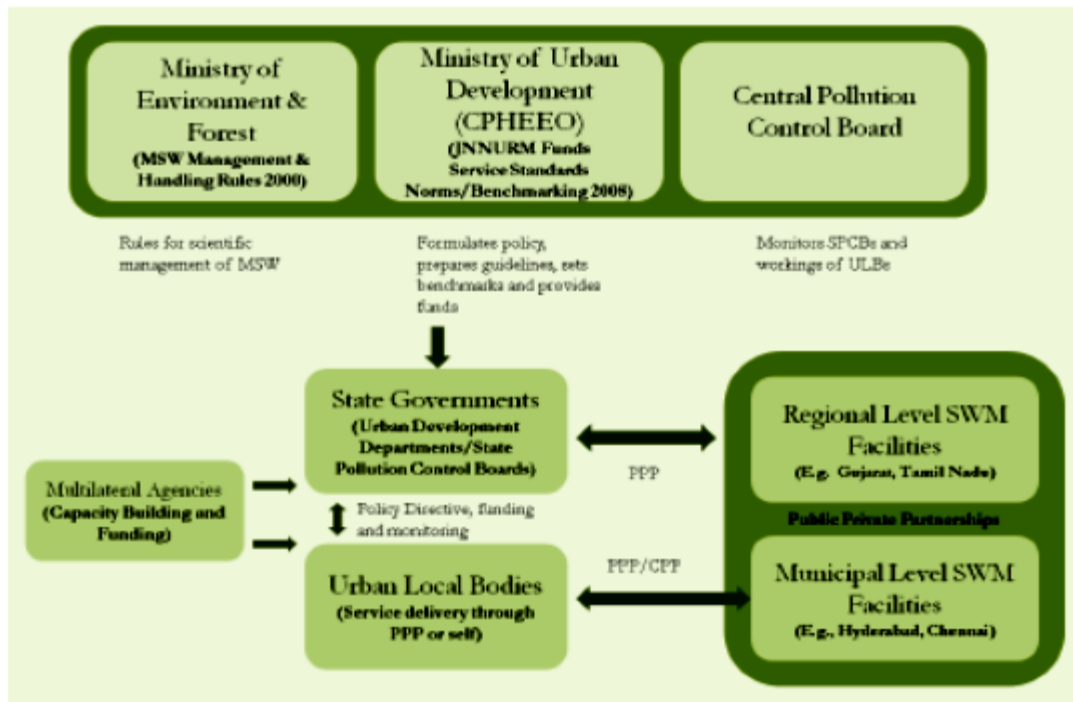 Ministry of
Environment &
Forest
(MSW Management &
Handling Rules 2000)
Ministry of Urban
Development
(CPHEEO)
(JNNURM Funds
Service Standards
Norms/Benchmarking 2008)
Central Pollution
Control Board
Rules for scientific
management of MSW
Formulates policy,
prepares guidelines, sets
benchmarks and provides
funds
Monitors SPCBs and
workings of ULBs
State Governments
(Urban Development
Departments/State
Pollution Control Boards)
Regional Level SWM
Facilities
(E.g. Gujarat, Tamil Nadu)
PPP
Multilateral Agencies
(Capacity Building and
Funding)
Policy Directive, funding
and monitoring
Public Private Partnerships
PPP/CPP
Urban Local Bodies
(Service delivery through
PPP or self)
Municipal Level SWM
Facilities
(E.g., Hyderabad, Chennai)